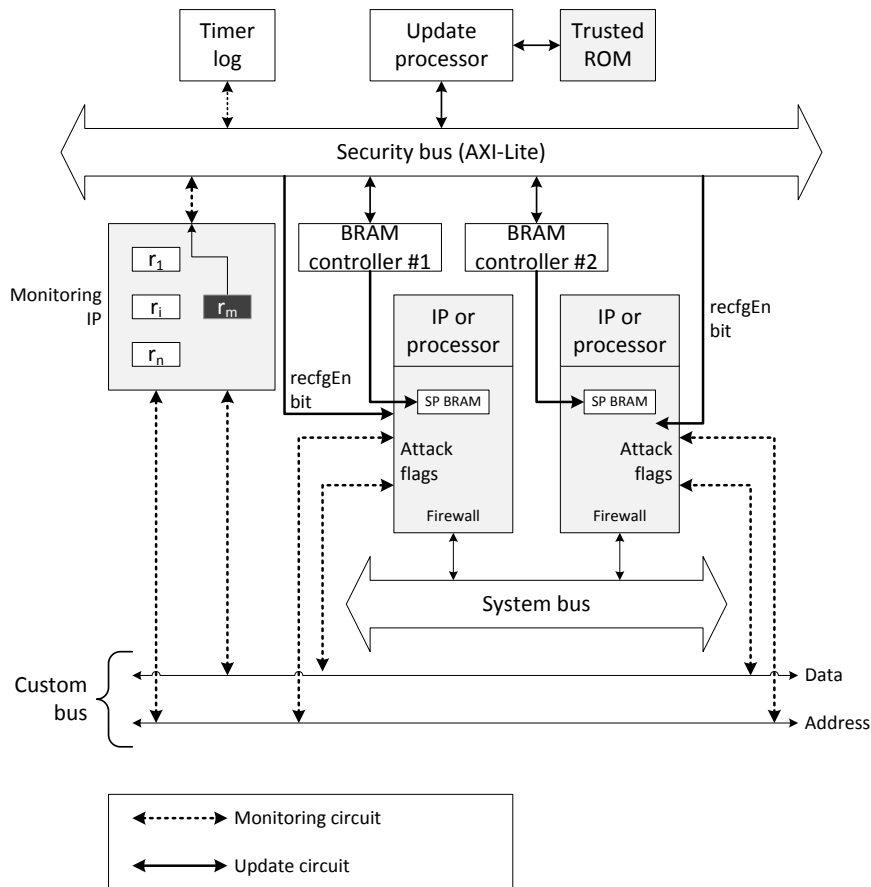 Timer
log
Update
processor
Trusted
ROM
Security bus (AXI-Lite)
Monitoring
IP
r1
ri
rm
rn
BRAM
controller #1
BRAM
controller #2
recfgEn
bit
recfgEn
bit
IP or
processor
IP or
processor
SP BRAM
SP BRAM
Attack
flags
Attack
flags
Firewall
Firewall
System bus
Custom
bus
Data
Address
Monitoring circuit
Update circuit